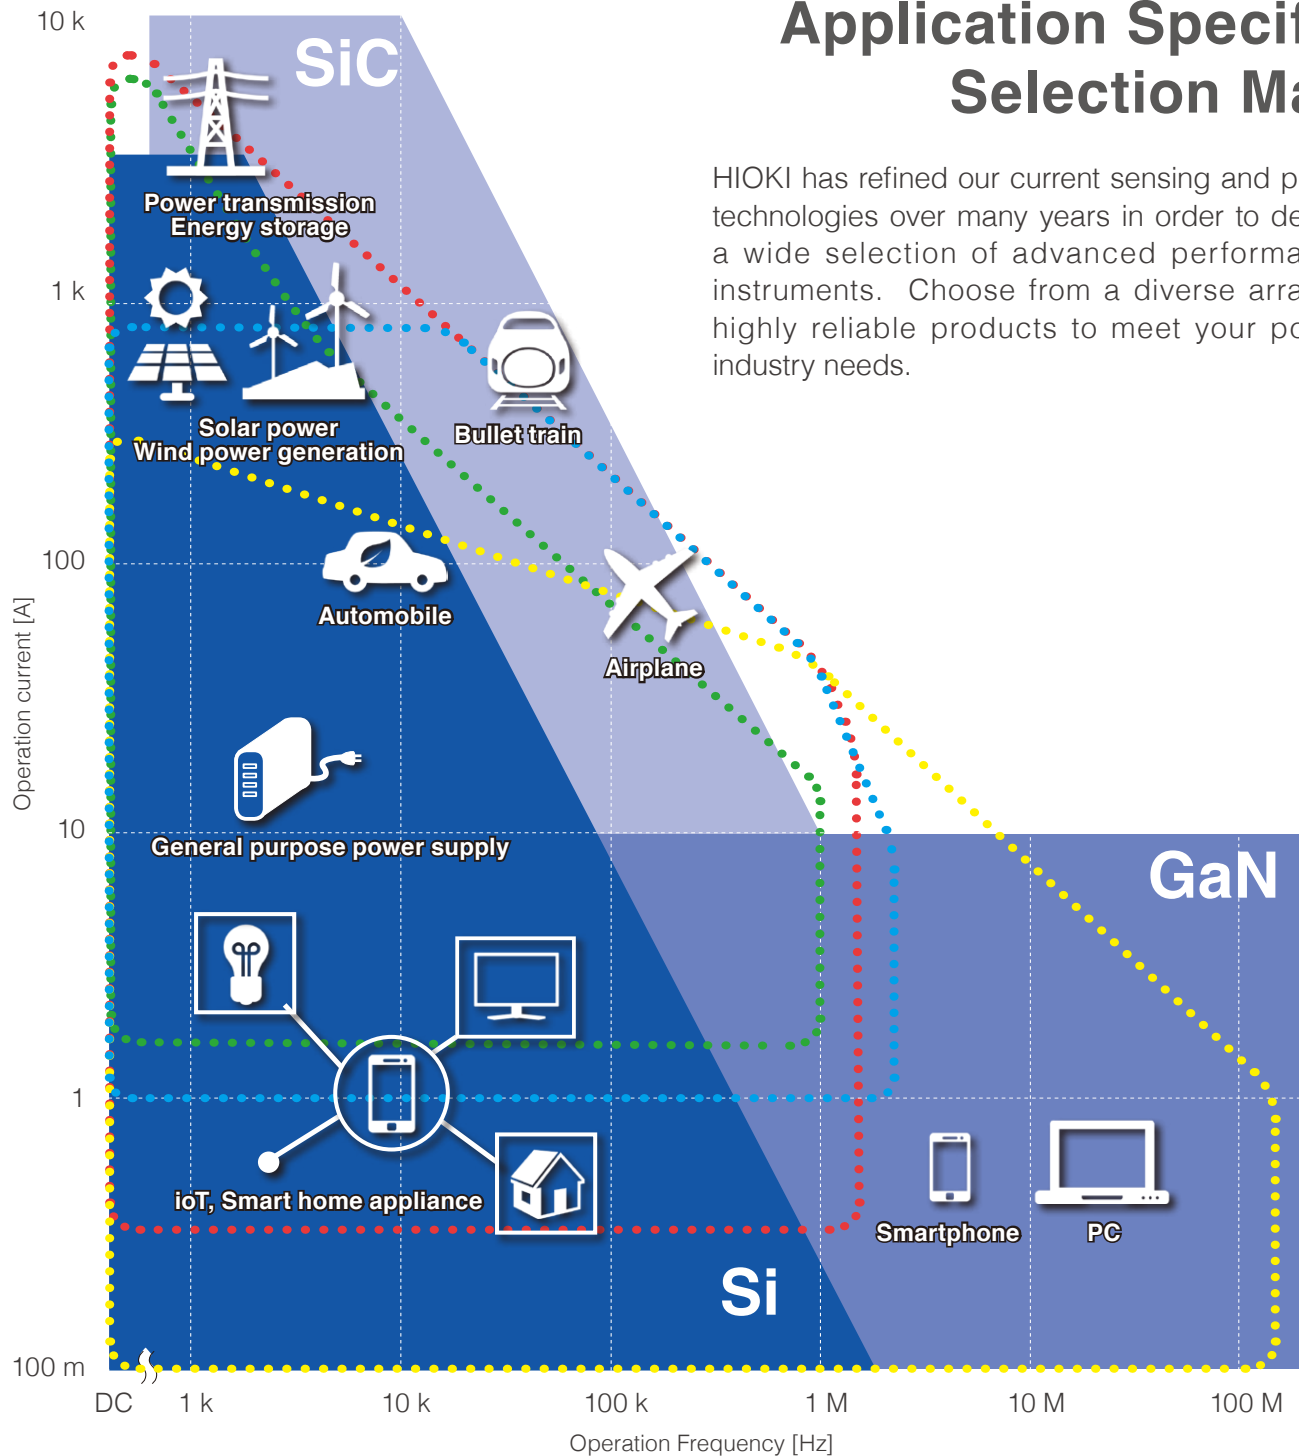 Application Specif
Selection Ma
HIOKI has refined our current sensing and p
technologies over many years in order to de
a wide selection of advanced performa
instruments. Choose from a diverse arra
highly reliable products to meet your po
industry needs.
10 k
1 k
100
10
1
100 m
Operation current [A]
SiC
Power transmission
Energy storage
Solar power
Wind power generation
Bullet train
Automobile
Airplane
General purpose power supply
GaN
ioT, Smart home appliance
Smartphone
PC
Si
DC
1 k
10 k
100 k
1 M
10 M
100 M
Operation Frequency [Hz]